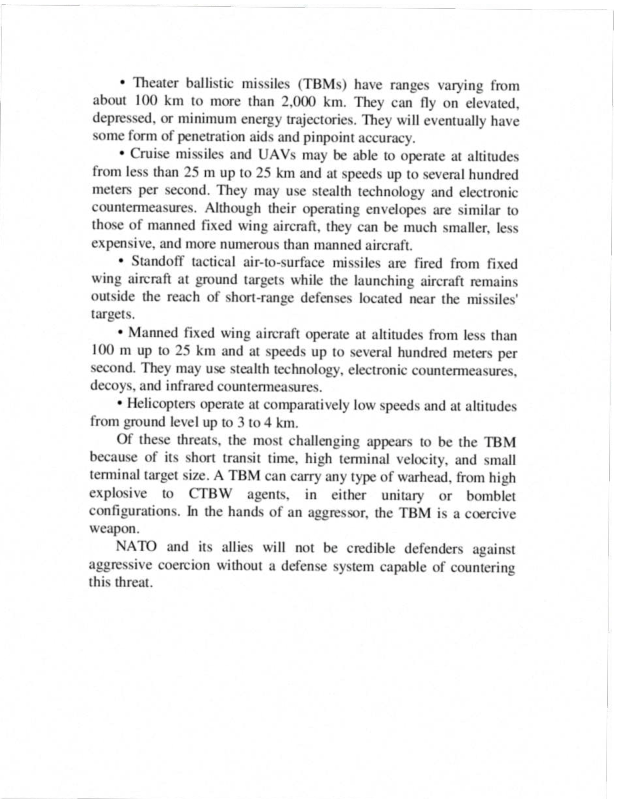 • Theater ballistic missiles (TBMs) have ranges varying from
about 100 km to more than 2,000 km. They can fly on elevated,
depressed, or minimum energy trajectories. They will eventually have
some form of penetration aids and pinpoint accuracy.
• Cruise missiles and UAVs may be able to operate at altitudes
from less than 25 m up to 25 km and at speeds up to several hundred
meters per second. They may use stealth technology and electronic
countermeasures. Although their operating envelopes are similar to
those of manned fixed wing aircraft, they can be much smaller, less
expensive, and more numerous than manned aircraft.
• Standoff tactical air-to-surface missiles are fired from fixed
wing aircraft at ground targets while the launching aircraft remains
outside the reach of short-range defenses located near the missiles'
targets.
• Manned fixed wing aircraft operate at altitudes from less than
100 m up to 25 km and at speeds up to several hundred meters per
second. They may use stealth technology, electronic countermeasures,
decoys, and infrared countermeasures.
• Helicopters operate at comparatively low speeds and at altitudes
from ground level up to 3 to 4 km.
Of these threats, the most challenging appears to be the TBM
because of its short transit time, high terminal velocity, and small
terminal target size. A TBM can carry any type of warhead, from high
explosive to CTBW agents, in either unitary or bomblet
configurations. In the hands of an aggressor, the TBM is a coercive
weapon.
NATO and its allies will not be credible defenders against
aggressive coercion without a defense system capable of countering
this threat.